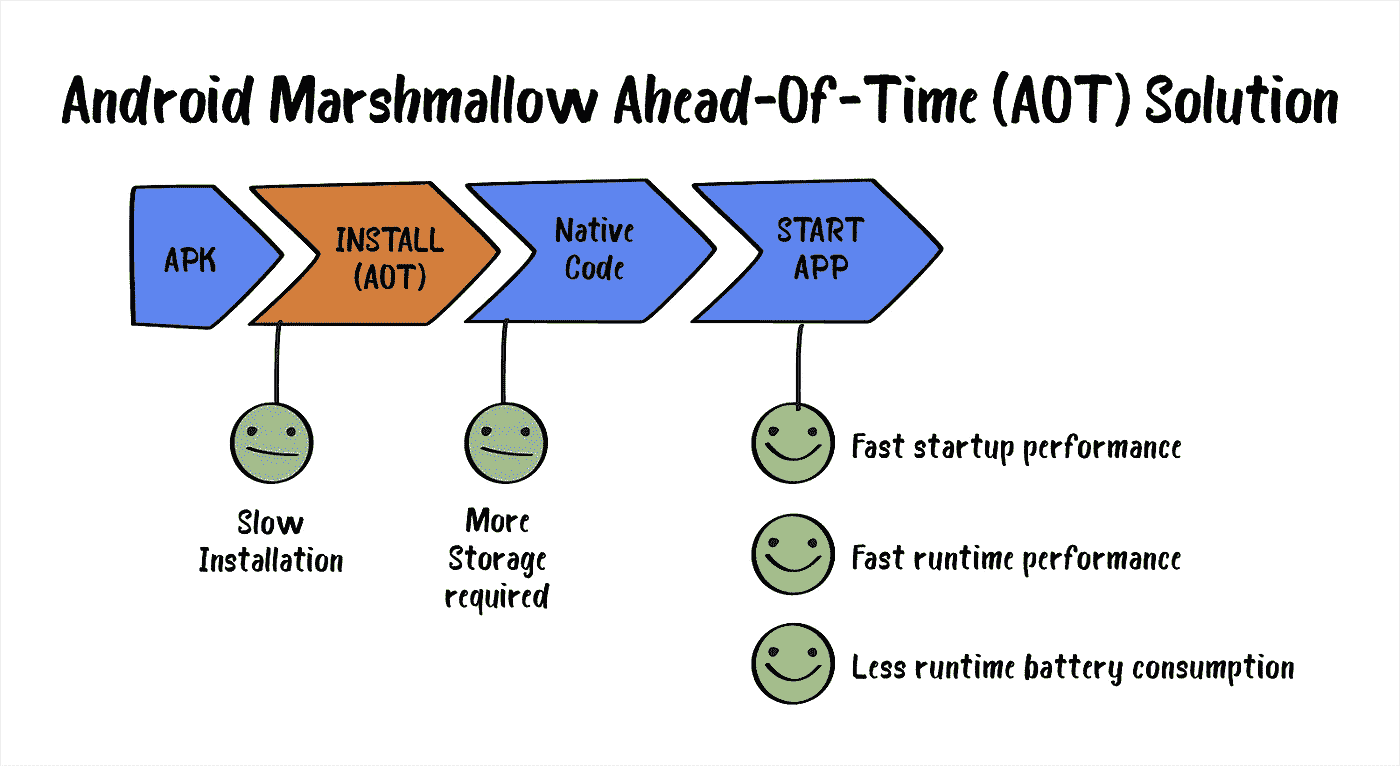 Android Marshmallow Ahead-Of-Time (AOT) Solution
APK
INSTALL
(AOT)
Native
Code
START
APP
Slow
Installation
More
Storage
required
Fast startup performance
Fast runtime performance
Less runtime battery consumption